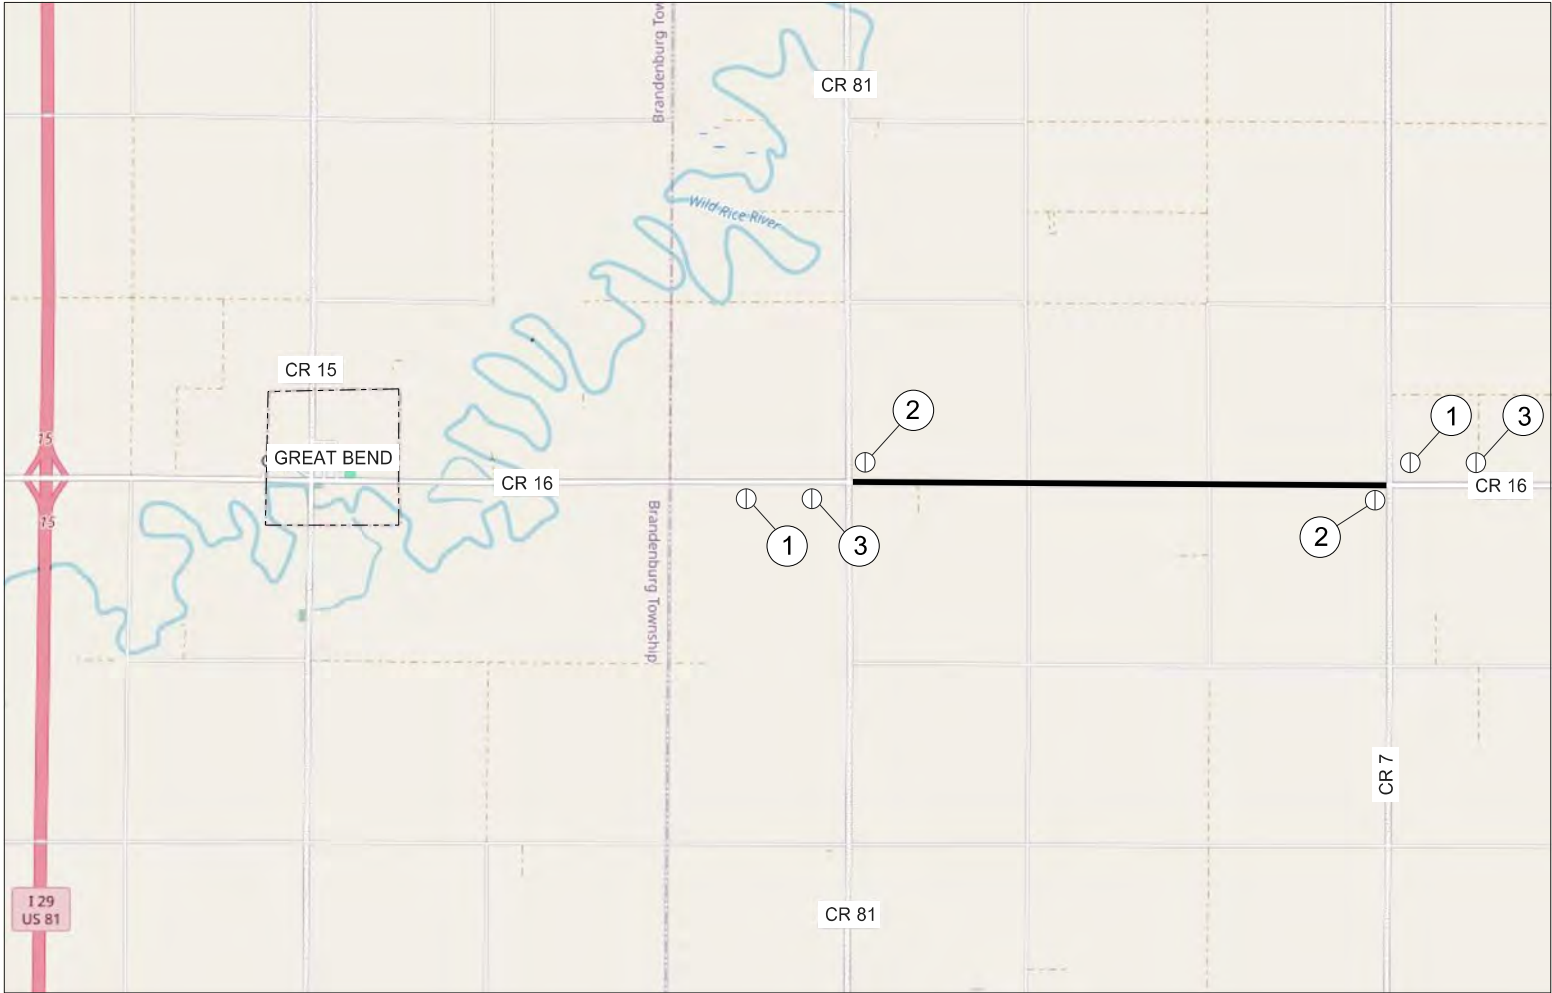 Brandenburg Tow
CR 81
Wild Rice River
CR 15
2
1
3
15
GREAT BEND
CR 16
CR 16
15
1
3
2
Brandenburg Township
CR 7
I 29
US 81
CR 81